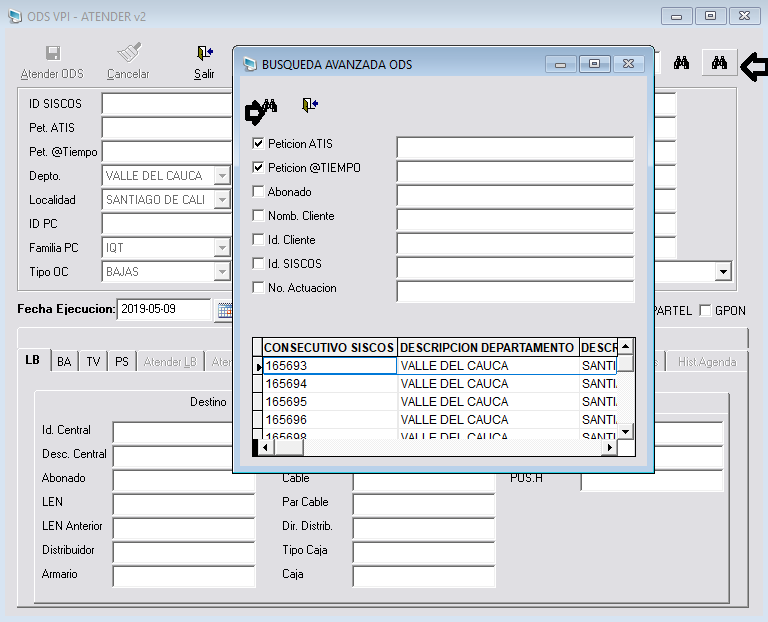 ODS VPI - ATENDER v2
Atender ODS
Cancelar
Salir
BUSQUEDA AVANZADA ODS
ID SISCOS
Pet. ATIS
Pet. @Tiempo
Depto.
VALLE DEL CAUCA
Localidad
SANTIAGO DE CALI
ID PC
Familia PC
IQT
Tipo OC
BAJAS
Fecha Ejecucion:
2019-05-09
Peticion ATIS
Peticion @TIEMPO
Abonado
Nomb. Cliente
Id. Cliente
Id. SISCOS
No. Actuacion
PARTEL
GPON
CONSECUTIVO SISCOS DESCRIPCION DEPARTAMENTO DESCR
165693 VALLE DEL CAUCA SANTI
165694 VALLE DEL CAUCA SANTI
165695 VALLE DEL CAUCA SANTI
165696 VALLE DEL CAUCA SANTI
165698 VALLE DEL CAUCA SANTI
LB BA TV PS Atender LB Aten
s Hist.Agenda
Destino
Id. Central
Desc. Central
Abonado
Cable
POS.H
LEN
Par Cable
LEN Anterior
Dir. Distrib.
Distribuidor
Tipo Caja
Armario
Caja